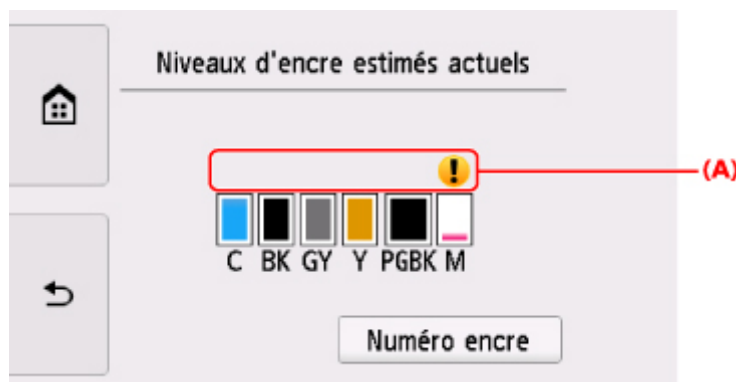 Niveaux d'encre estimés actuels
(A)
C BK GY Y PGBK M
Numéro encre